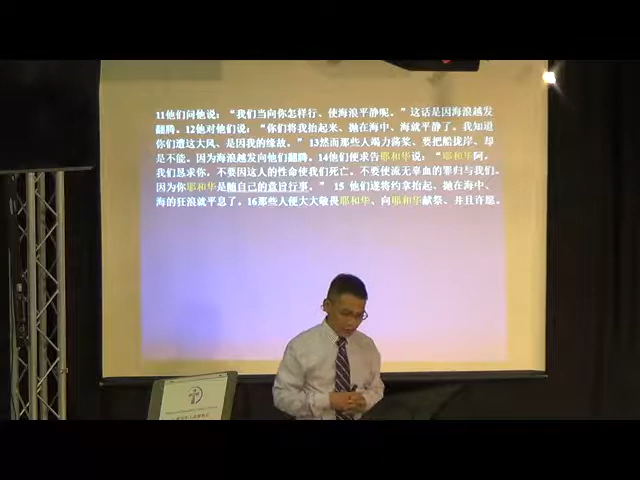 11他们问他说：“我们当向你怎样行、使海浪平静呢。”这话是因海浪越发
翻腾。12他对他们说：“你们将我抬起来、抛在海中、海就平静了。我知道
你们遭这大风、是因我的缘故。”13然而那些人竭力荡桨、要把船拢岸、却
是不能。因为海浪越发向他们翻腾。14他们便求告耶和华说：“耶和华阿、
我们恳求你、不要因这人的性命使我们死亡。不要使流无辜血的罪归与我们。
因为你耶和华是随自己的意旨行事。”15 他们遂将约拿抬起、抛在海中、
海的狂浪就平息了。16那些人便大大敬畏耶和华、向耶和华献祭、并且许愿。